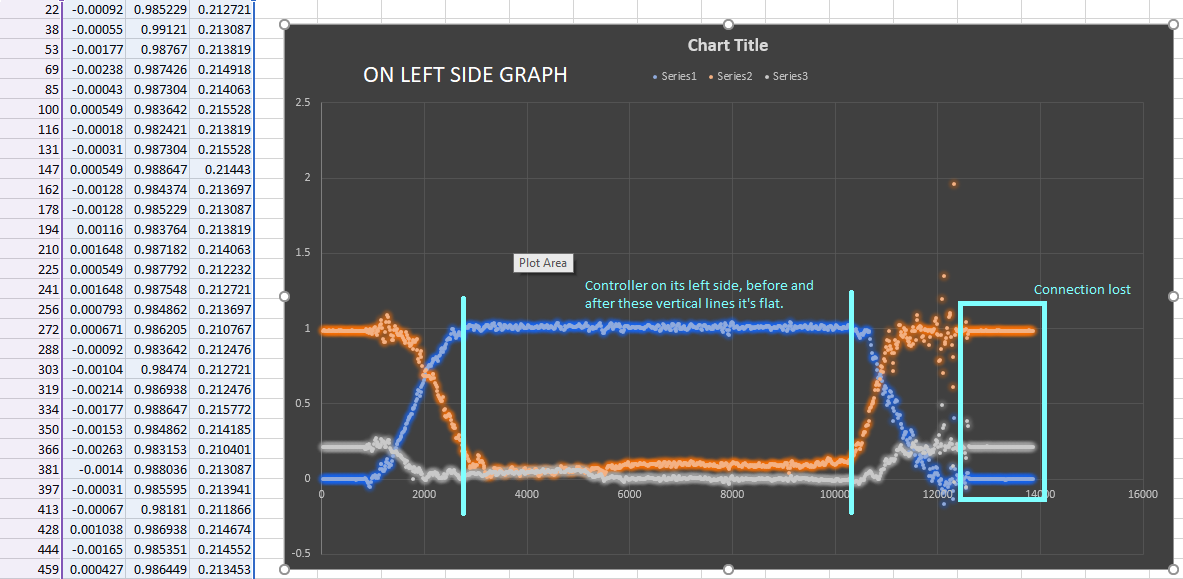 22 -0.00092 0.985229 0.212721
38 -0.00055 0.99121 0.213087
53 -0.00177 0.98767 0.213819
69 -0.00238 0.987426 0.214918
85 -0.00043 0.987304 0.214063
100 0.000549 0.983642 0.215528
116 -0.00018 0.982421 0.213819
131 -0.00031 0.987304 0.215528
147 0.000549 0.988647 0.21443
162 -0.00128 0.984374 0.213697
178 -0.00128 0.985229 0.213087
194 0.00116 0.983764 0.213819
210 0.001648 0.987182 0.214063
225 0.000549 0.987792 0.212232
241 0.001648 0.987548 0.212721
256 0.000793 0.984862 0.213697
272 0.000671 0.986205 0.210767
288 -0.00092 0.983642 0.212476
303 -0.00104 0.98474 0.212721
319 -0.00214 0.986938 0.212476
334 -0.00177 0.988647 0.215772
350 -0.00153 0.984862 0.214185
366 -0.00263 0.983153 0.210401
381 -0.0014 0.988036 0.213087
397 -0.00031 0.985595 0.213941
413 -0.00067 0.98181 0.211866
428 0.001038 0.986938 0.214674
444 -0.00165 0.985351 0.214552
459 0.000427 0.986449 0.213453
Chart Title
ON LEFT SIDE GRAPH
Series1 Series2 Series3
2.5
2
1.5
1
0.5
0
-0.5
Plot Area
Controller on its left side, before and
after these vertical lines it's flat.
Connection lost
0 2000 4000 6000 8000 10000 12000 14000 16000